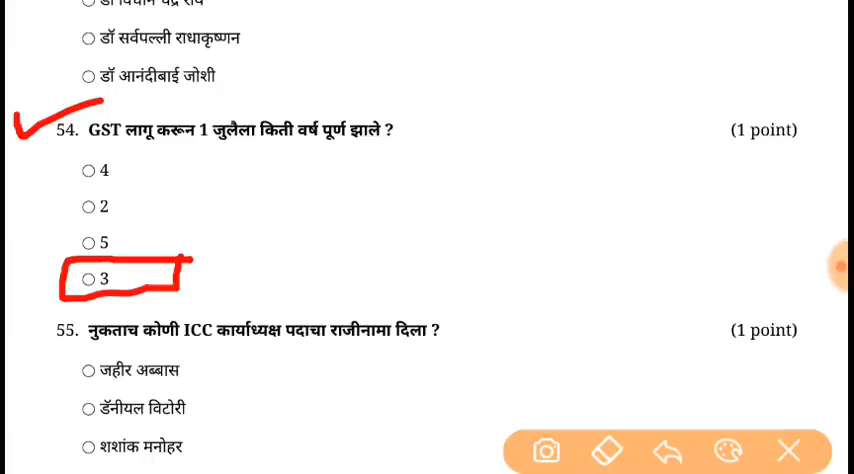 डॉ सर्वपल्ली राधाकृष्णन
डॉ आनंदीबाई जोशी
54. GST लागू करून 1 जुलैला किती वर्ष पूर्ण झाले ? (1 point)
4
2
5
3
55. नुकताच कोणी ICC कार्याध्यक्ष पदाचा राजीनामा दिला ? (1 point)
जहीर अब्बास
डॅनीयल विटोरी
शशांक मनोहर